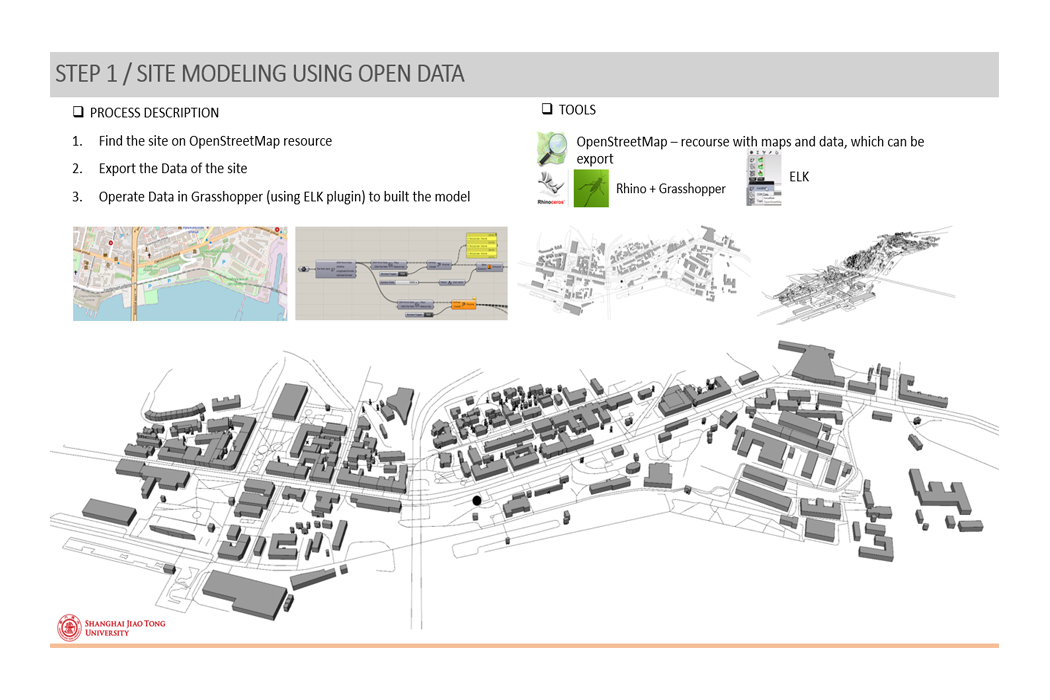 STEP 1 / SITE MODELING USING OPEN DATA
PROCESS DESCRIPTION
1. Find the site on OpenStreetMap resource
2. Export the Data of the site
3. Operate Data in Grasshopper (using ELK plugin) to built the model
TOOLS
OpenStreetMap – recourse with maps and data, which can be
export
Rhinoceros
Rhino + Grasshopper
ELK
SHANGHAI JIAO TONG
UNIVERSITY